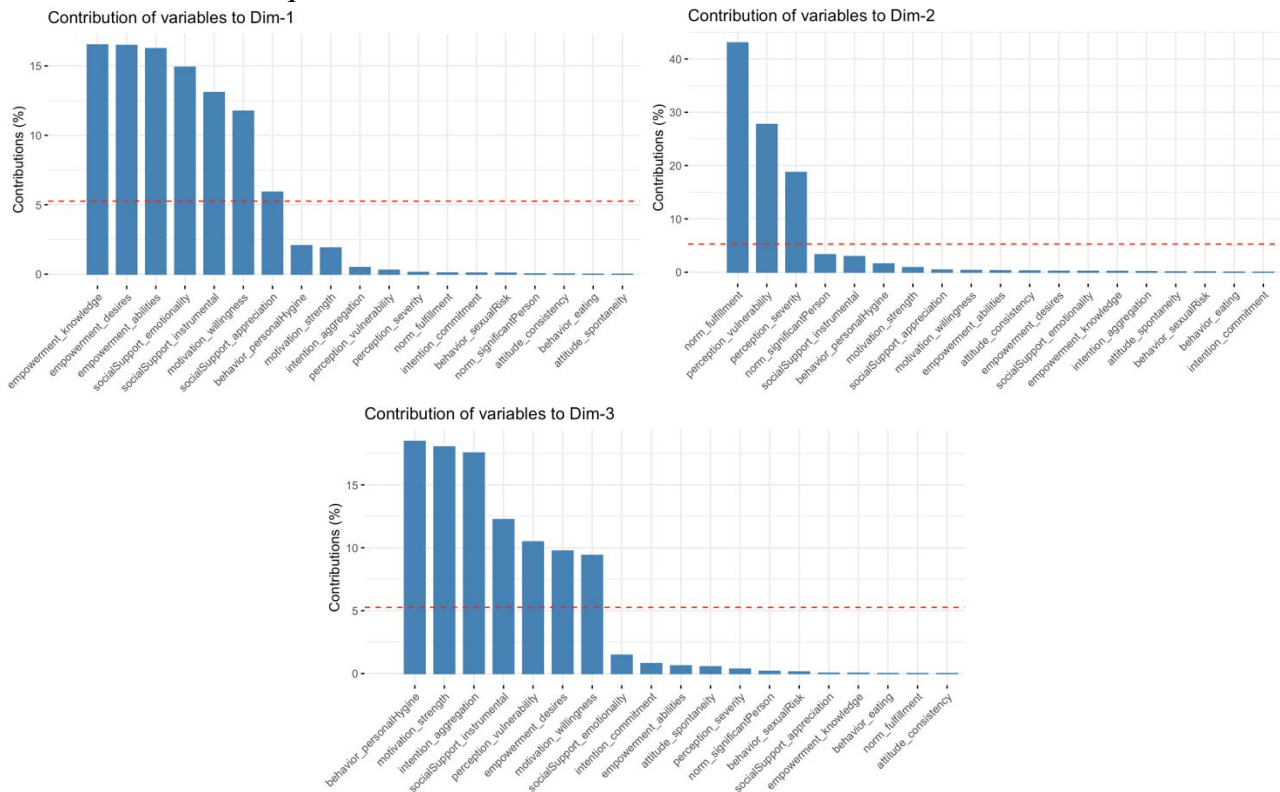 Contribution of variables to Dim-1
Contributions (%)
15
10
5
0
empowerment_knowledge
empowerment_desires
empowerment_abilities
socialSupport_emotionality
socialSupport_instrumental
motivation_willingness
socialSupport_appreciation
behavior_personalHygine
motivation_strength
intention_aggregation
perception_vulnerability
perception_severity
norm_fulfillment
intention_commitment
behavior_sexualRisk
norm_significantPerson
attitude_consistency
behavior_eating
attitude_spontaneity
Contribution of variables to Dim-2
Contributions (%)
40
30
20
10
0
norm_fulfillment
perception_vulnerability
perception_severity
norm_significantPerson
socialSupport_instrumental
behavior_personalHygine
motivation_strength
socialSupport_appreciation
motivation_willingness
empowerment_abilities
attitude_consistency
empowerment_desires
socialSupport_emotionality
empowerment_knowledge
intention_aggregation
attitude_spontaneity
behavior_sexualRisk
behavior_eating
intention_commitment
Contribution of variables to Dim-3
Contributions (%)
15
10
5
0
behavior_personalHygine
motivation_strength
intention_aggregation
socialSupport_instrumental
perception_vulnerability
empowerment_desires
motivation_willingness
socialSupport_emotionality
intention_commitment
empowerment_abilities
attitude_spontaneity
perception_severity
norm_significantPerson
behavior_sexualRisk
socialSupport_appreciation
empowerment_knowledge
behavior_eating
norm_fulfillment
attitude_consistency